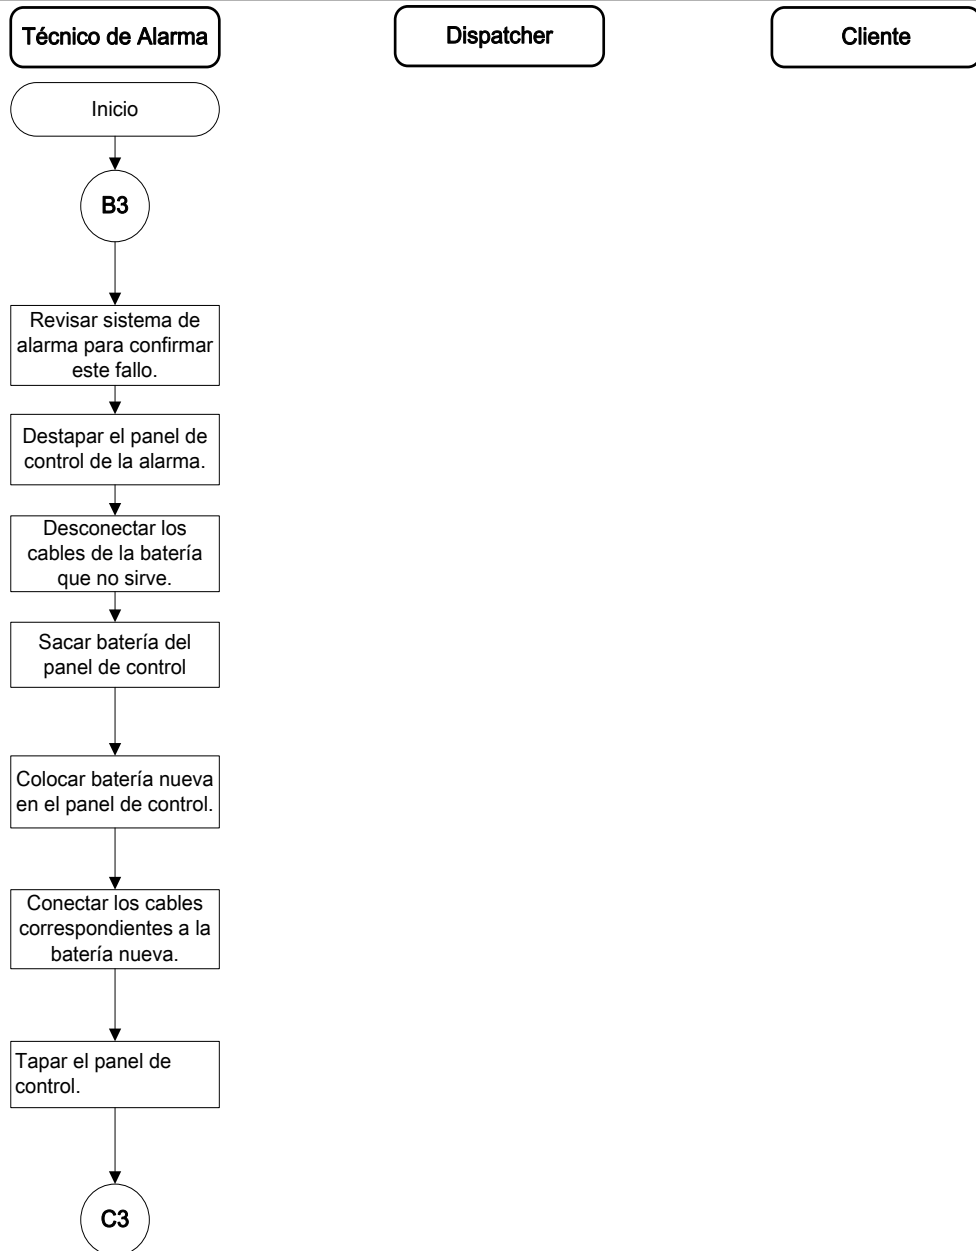 Técnico de Alarma
Dispatcher
Cliente
Inicio
B3
Revisar sistema de
alarma para confirmar
este fallo.
Destapar el panel de
control de la alarma.
Desconectar los
cables de la batería
que no sirve.
Sacar batería del
panel de control
Colocar batería nueva
en el panel de control.
Conectar los cables
correspondientes a la
batería nueva.
Tapar el panel de
control.
C3